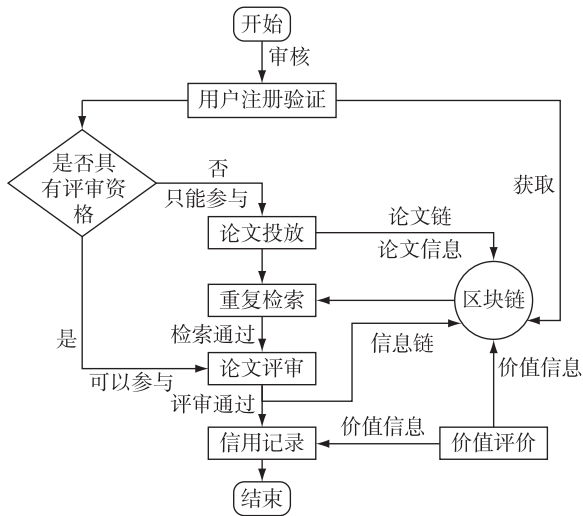 开始
审核
用户注册验证
是否具
有评审资
格
否
只能参与
获取
论文投放
论文链
论文信息
重复检索
区块链
检索通过
信息链
是
可以参与
论文评审
价值信息
评审通过
价值信息
信用记录
价值评价
结束